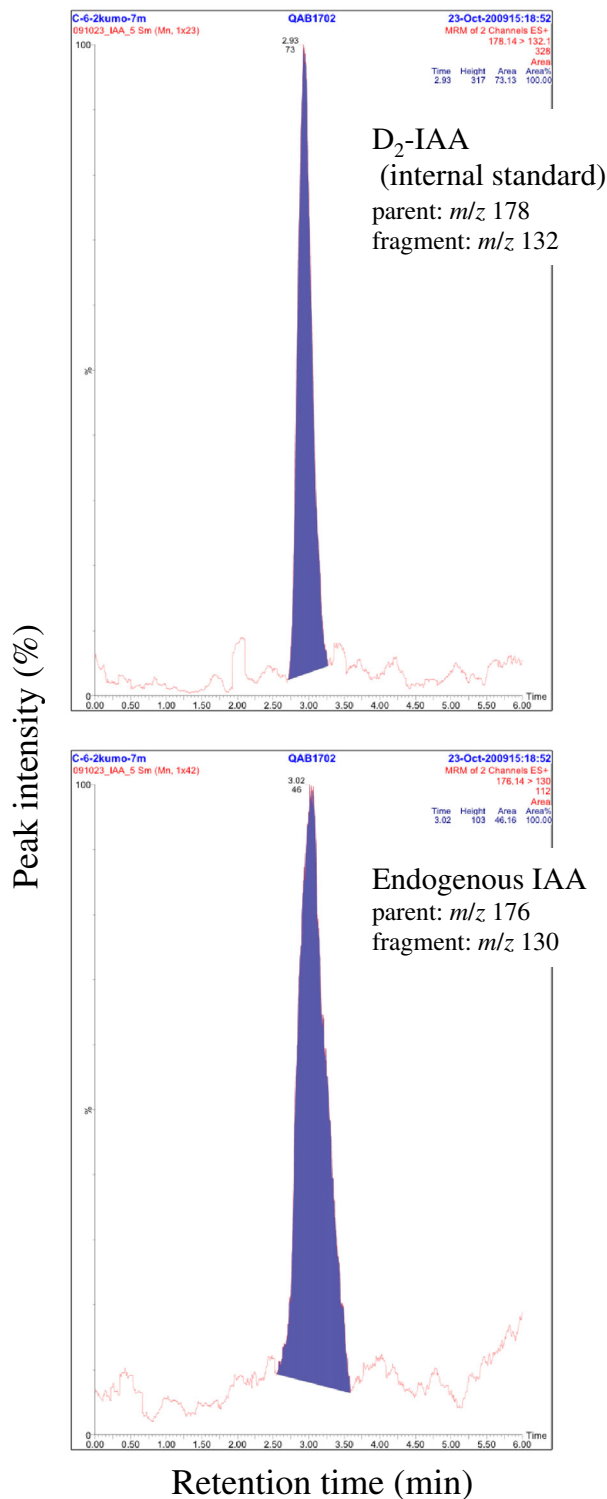 C-6-2kumo-7m QAB1702 23-Oct-200915:18:52
091023_IAA_5 Sm (Mn, 1x23) MRM of 2 Channels ES+
178.14 > 132.1
328
Area
Time Height Area Area%
2.93 317 73.13 100.00
2.93
73
100
%
0
D2-IAA
(internal standard)
parent: m/z 178
fragment: m/z 132
Time
0.00 0.50 1.00 1.50 2.00 2.50 3.00 3.50 4.00 4.50 5.00 5.50 6.00
Peak intensity (%)
C-6-2kumo-7m QAB1702 23-Oct-200915:18:52
091023_IAA_5 Sm (Mn, 1x42) MRM of 2 Channels ES+
176.14 > 130
112
Area
Time Height Area Area%
3.02 103 46.16 100.00
3.02
46
100
%
0
Endogenous IAA
parent: m/z 176
fragment: m/z 130
Time
0.00 0.50 1.00 1.50 2.00 2.50 3.00 3.50 4.00 4.50 5.00 5.50 6.00
Retention time (min)